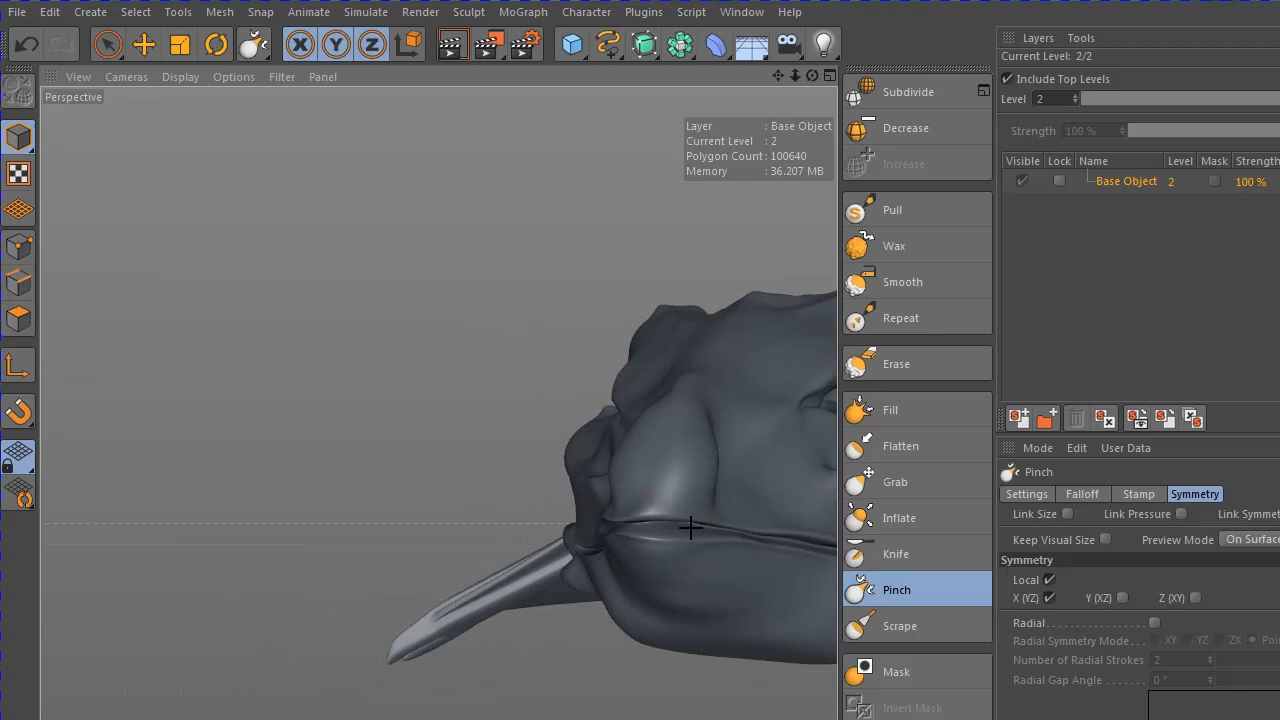 File Edit Create Select Tools Mesh Snap Animate Simulate Render Sculpt MoGraph Character Plugins Script Window Help
View Cameras Display Options Filter Panel
Perspective
Layer : Base Object
Current Level : 2
Polygon Count : 100640
Memory : 36.207 MB
Subdivide
Decrease
Increase
Pull
Wax
Smooth
Repeat
Erase
Fill
Flatten
Grab
Inflate
Knife
Pinch
Scrape
Mask
Invert Mask
Layers Tools
Current Level: 2/2
Include Top Levels
Level 2
Strength 100 %
Visible Lock Name Level Mask Strength
Base Object 2 100 %
Mode Edit User Data
Pinch
Settings Falloff Stamp Symmetry
Link Size Link Pressure Link Symme
Keep Visual Size Preview Mode On Surface
Symmetry
Local
X (YZ) Y (XZ) Z (XY)
Radial
Radial Symmetry Mode XY YZ ZX Poi
Number of Radial Strokes 2
Radial Gap Angle 0 °